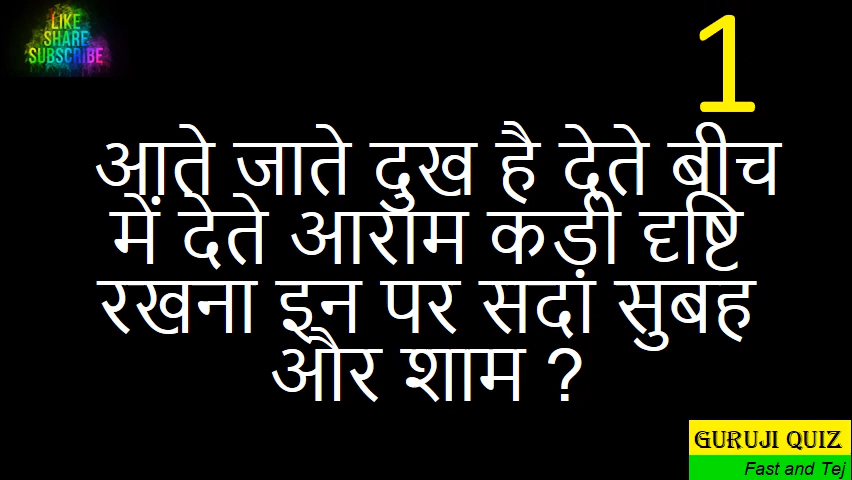 LIKE
SHARE
SUBSCRIBE
1
आते जाते दुख है देते बीच
में देते आराम कड़ी दृष्टि
रखना इन पर सदां सुबह
और शाम ?
GURUJI QUIZ
Fast and Tej